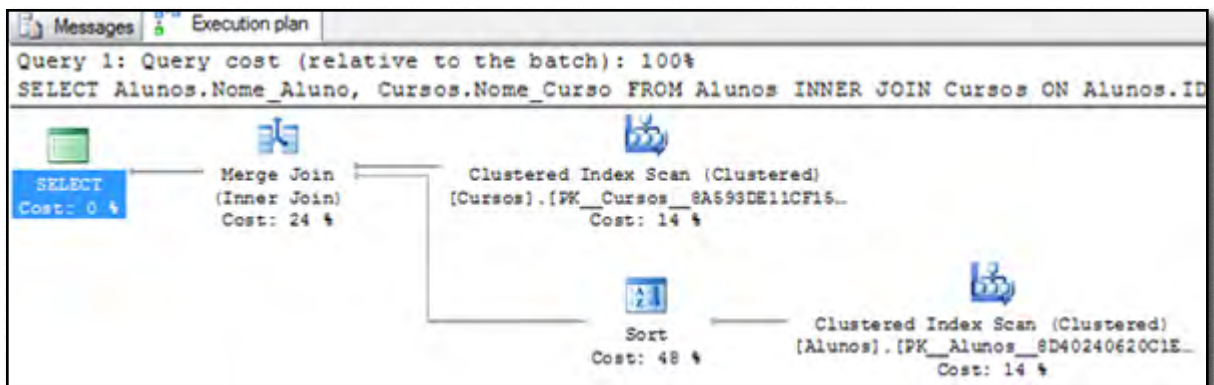 Messages Execution plan
Query 1: Query cost (relative to the batch): 100%
SELECT Alunos.Nome_Aluno, Cursos.Nome_Curso FROM Alunos INNER JOIN Cursos ON Alunos.ID
SELECT
Cost: 0 %
Merge Join
(Inner Join)
Cost: 24 %
Clustered Index Scan (Clustered)
[Cursos].[PK__Cursos__8A593DE11CF15…
Cost: 14 %
Sort
Cost: 48 %
Clustered Index Scan (Clustered)
[Alunos].[PK__Alunos__8D40240620C1E…
Cost: 14 %